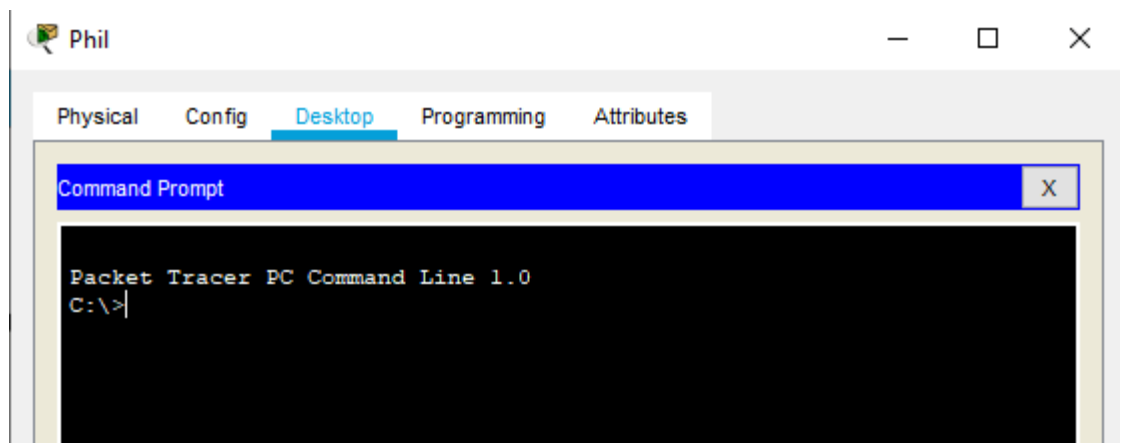 Phil
Physical Config Desktop Programming Attributes
Command Prompt X
Packet Tracer PC Command Line 1.0
C:\>